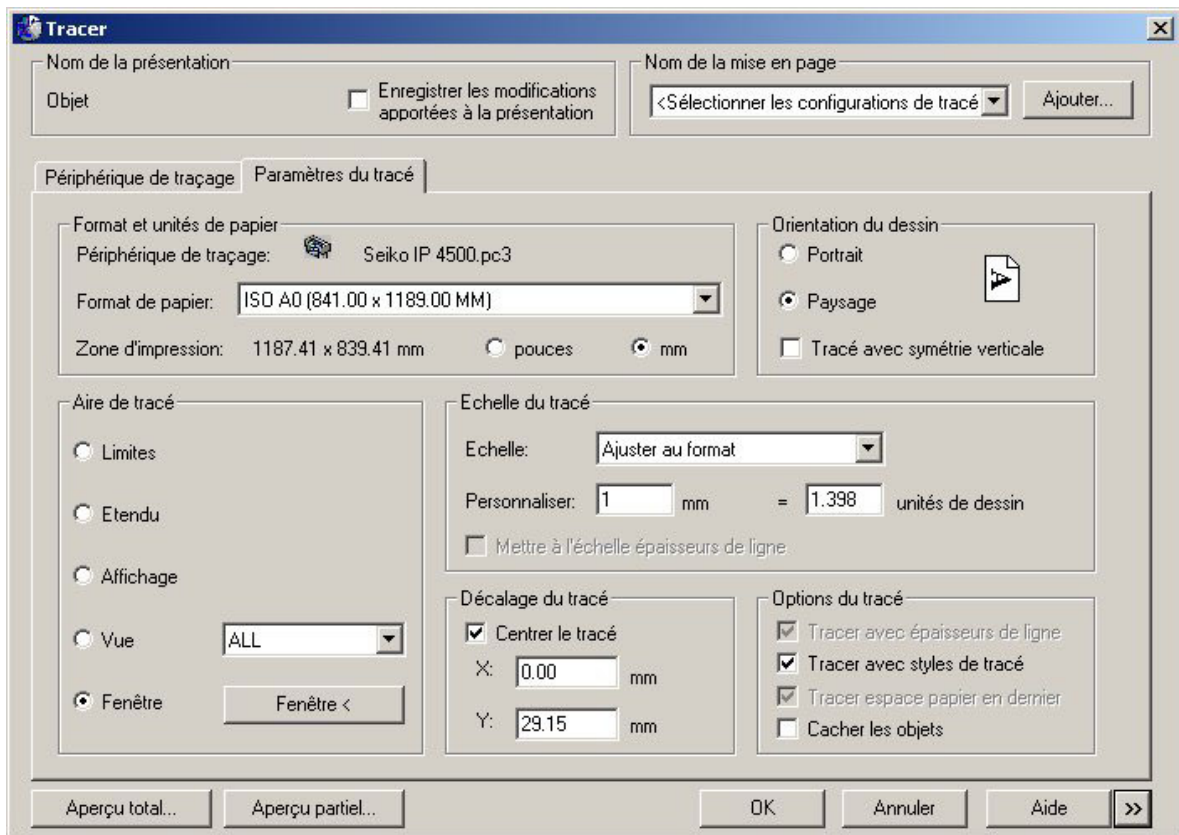 Tracer
Nom de la présentation
Objet
Enregistrer les modifications
apportées à la présentation
Nom de la mise en page
<Sélectionner les configurations de tracé
Ajouter...
Périphérique de traçage
Paramètres du tracé
Format et unités de papier
Périphérique de traçage:
Seiko IP 4500.pc3
Format de papier:
ISO A0 (841.00 x 1189.00 MM)
Zone d'impression:
1187.41 x 839.41 mm
pouces
mm
Orientation du dessin
Portrait
A
Paysage
Tracé avec symétrie verticale
Aire de tracé
Limites
Etendu
Affichage
Vue
ALL
Fenêtre
Fenêtre <
Echelle du tracé
Echelle:
Ajuster au format
Personnaliser:
1
mm
=
1.398
unités de dessin
Mettre à l'échelle épaisseurs de ligne
Décalage du tracé
Centrer le tracé
X:
0.00
mm
Y:
29.15
mm
Options du tracé
Tracer avec épaisseurs de ligne
Tracer avec styles de tracé
Tracer espace papier en dernier
Cacher les objets
Aperçu total...
Aperçu partiel...
OK
Annuler
Aide
>>